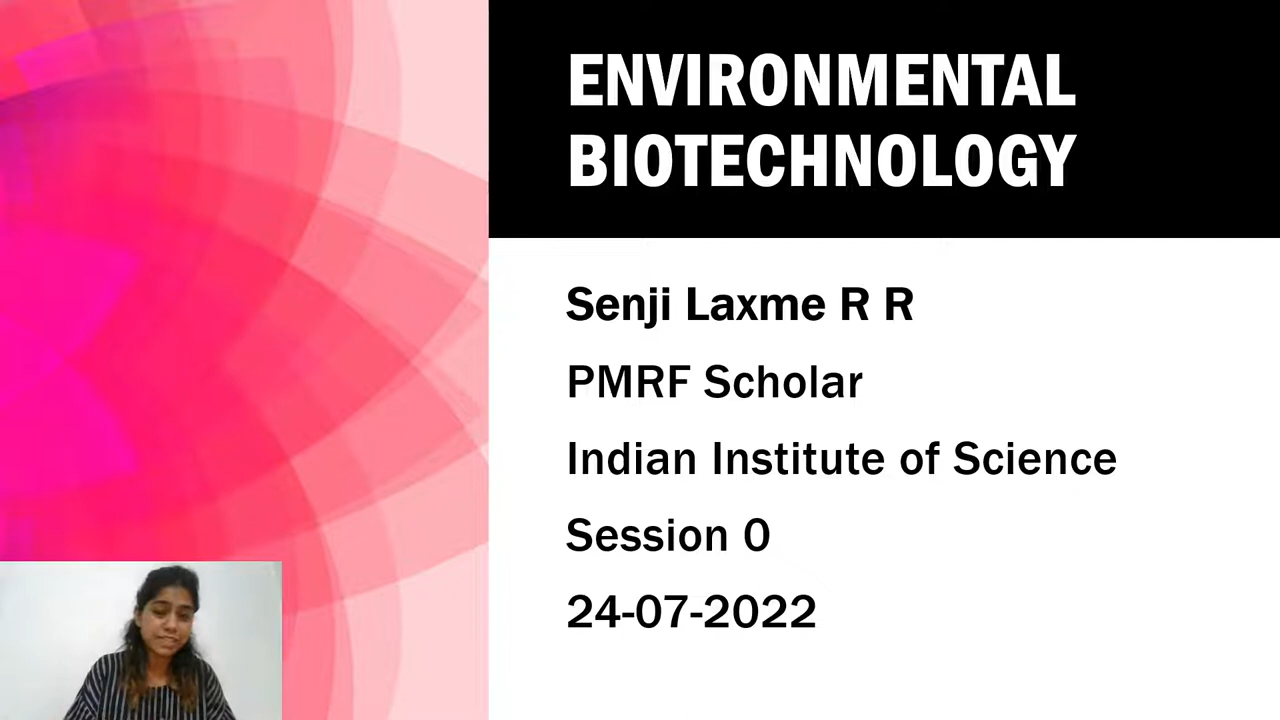 ENVIRONMENTAL
BIOTECHNOLOGY
Senji Laxme R R
PMRF Scholar
Indian Institute of Science
Session 0
24-07-2022